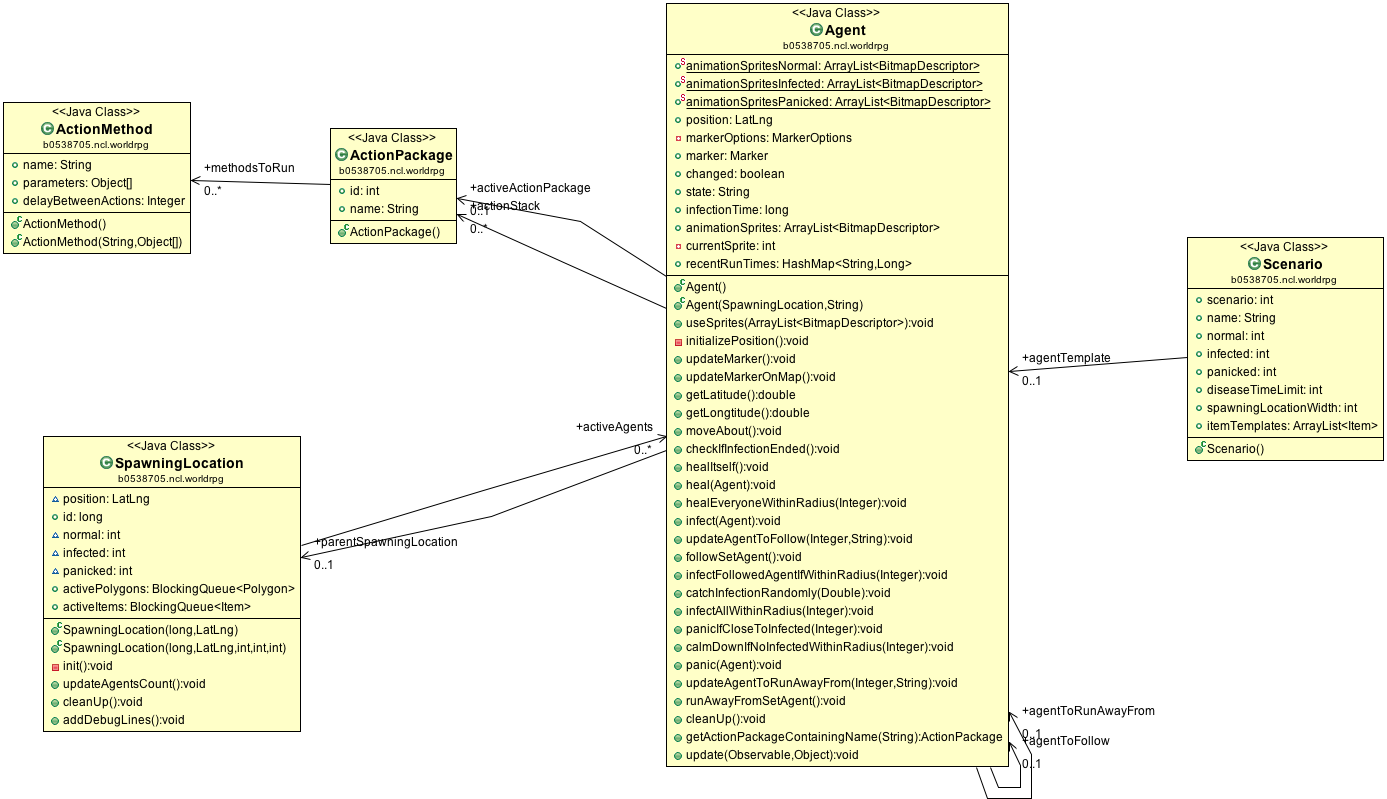 <<Java Class>>
ActionMethod
b0538705.ncl.worldrpg
name: String
parameters: Object[]
delayBetweenActions: Integer
ActionMethod()
ActionMethod(String,Object[])
+methodsToRun
0..*
<<Java Class>>
ActionPackage
b0538705.ncl.worldrpg
id: int
name: String
ActionPackage()
+activeActionPackage
0..1
+actionStack
0..*
<<Java Class>>
Agent
b0538705.ncl.worldrpg
animationSpritesNormal: ArrayList<BitmapDescriptor>
animationSpritesInfected: ArrayList<BitmapDescriptor>
animationSpritesPanicked: ArrayList<BitmapDescriptor>
position: LatLng
markerOptions: MarkerOptions
marker: Marker
changed: boolean
state: String
infectionTime: long
animationSprites: ArrayList<BitmapDescriptor>
currentSprite: int
recentRunTimes: HashMap<String,Long>
Agent()
Agent(SpawningLocation,String)
useSprites(ArrayList<BitmapDescriptor>):void
initializePosition():void
updateMarker():void
updateMarkerOnMap():void
getLatitude():double
getLongtitude():double
moveAbout():void
checkIfInfectionEnded():void
healItself():void
heal(Agent):void
healEveryoneWithinRadius(Integer):void
infect(Agent):void
updateAgentToFollow(Integer,String):void
followSetAgent():void
infectFollowedAgentIfWithinRadius(Integer):void
catchInfectionRandomly(Double):void
infectAllWithinRadius(Integer):void
panicIfCloseToInfected(Integer):void
calmDownIfNoInfectedWithinRadius(Integer):void
panic(Agent):void
updateAgentToRunAwayFrom(Integer,String):void
runAwayFromSetAgent():void
cleanUp():void
getActionPackageContainingName(String):ActionPackage
update(Observable,Object):void
+agentTemplate
0..1
<<Java Class>>
Scenario
b0538705.ncl.worldrpg
scenario: int
name: String
normal: int
infected: int
panicked: int
diseaseTimeLimit: int
spawningLocationWidth: int
itemTemplates: ArrayList<Item>
Scenario()
+activeAgents
0..*
+parentSpawningLocation
0..1
<<Java Class>>
SpawningLocation
b0538705.ncl.worldrpg
position: LatLng
id: long
normal: int
infected: int
panicked: int
activePolygons: BlockingQueue<Polygon>
activeItems: BlockingQueue<Item>
SpawningLocation(long,LatLng)
SpawningLocation(long,LatLng,int,int,int)
init():void
updateAgentsCount():void
cleanUp():void
addDebugLines():void
+agentToRunAwayFrom
0..1
+agentToFollow
0..1